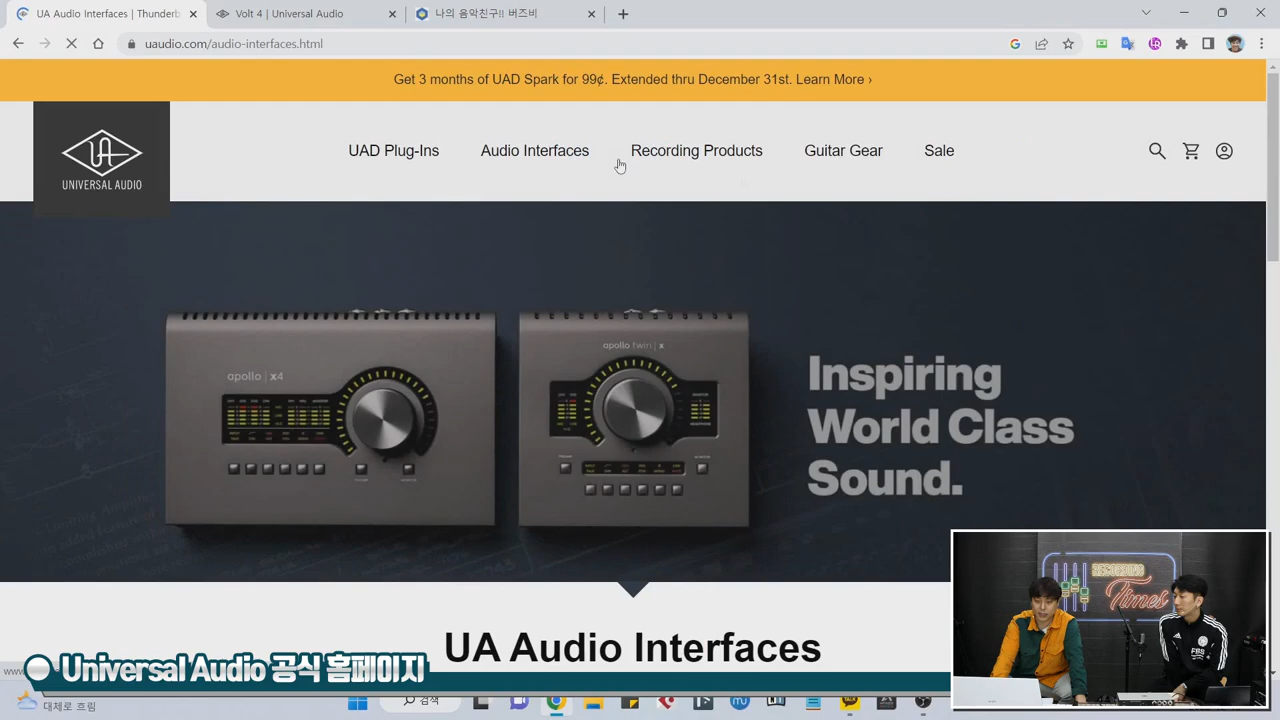 UA Audio Interfaces | Thunderb
Volt 4 | Universal Audio
나의 음악친구!! 버즈비
uaudio.com/audio-interfaces.html
Get 3 months of UAD Spark for 99¢. Extended thru December 31st. Learn More ›
UA
UNIVERSAL AUDIO
UAD Plug-Ins
Audio Interfaces
Recording Products
Guitar Gear
Sale
apollo | x4
apollo twin | x
Inspiring
World Class
Sound.
UA Audio Interfaces
RECORDING
Times
Universal Audio 공식 홈페이지
대체로 흐림
검색